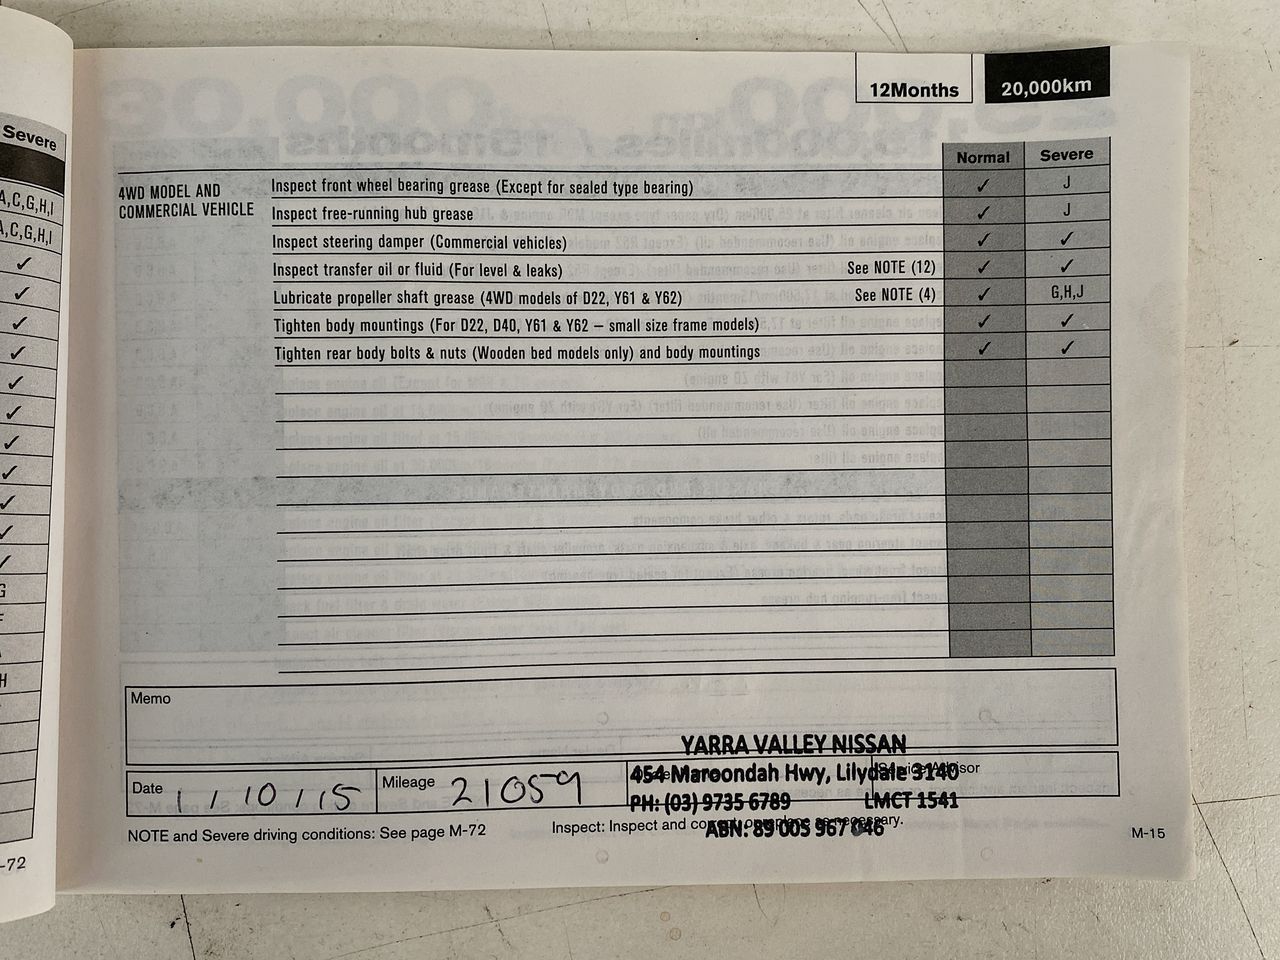 12Months 20,000km
Severe
Normal Severe
4WD MODEL AND
COMMERCIAL VEHICLE
Inspect front wheel bearing grease (Except for sealed type bearing) ✓ J
Inspect free-running hub grease ✓ J
Inspect steering damper (Commercial vehicles) ✓ ✓
Inspect transfer oil or fluid (For level & leaks) See NOTE (12) ✓ ✓
Lubricate propeller shaft grease (4WD models of D22, Y61 & Y62) See NOTE (4) ✓ G,H,J
Tighten body mountings (For D22, D40, Y61 & Y62 – small size frame models) ✓ ✓
Tighten rear body bolts & nuts (Wooden bed models only) and body mountings ✓ ✓
A,C,G,H,I
A,C,G,H,I
Memo
YARRA VALLEY NISSAN
454 Maroondah Hwy, Lilydale 3140
PH: (03) 9735 6789 LMCT 1541
ABN: 89 005 967 046
Date 1 / 10 / 15 Mileage 21059 Service Advisor
NOTE and Severe driving conditions: See page M-72 Inspect: Inspect and correct or replace as necessary.
M-15
-72